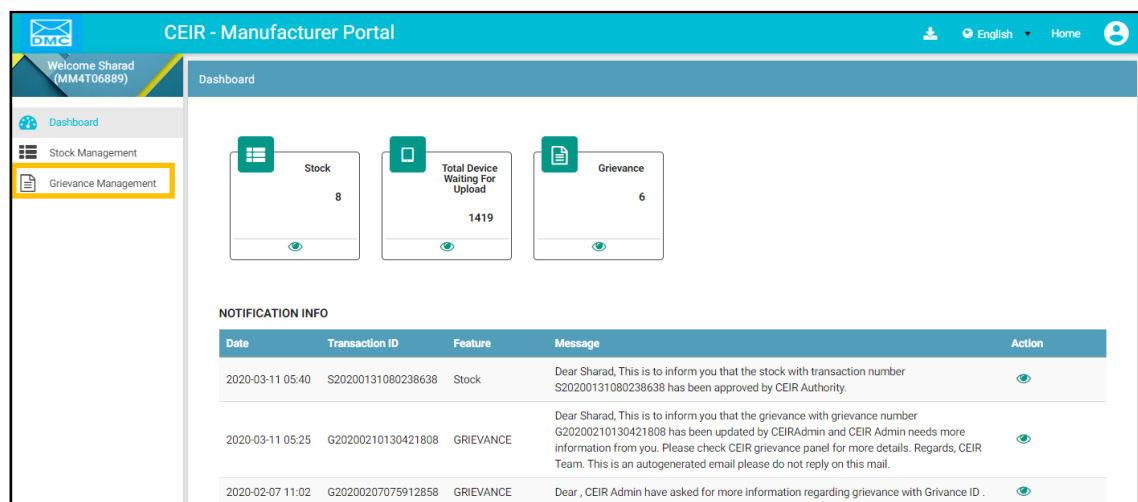 DMC
CEIR - Manufacturer Portal
English
Home
Welcome Sharad
(MM4T06889)
Dashboard
Dashboard
Stock Management
Grievance Management
Stock
8
Total Device
Waiting For
Upload
1419
Grievance
6
NOTIFICATION INFO
Date Transaction ID Feature Message Action
2020-03-11 05:40 S20200131080238638 Stock Dear Sharad, This is to inform you that the stock with transaction number
S20200131080238638 has been approved by CEIR Authority.
Dear Sharad, This is to inform you that the grievance with grievance number
2020-03-11 05:25 G20200210130421808 GRIEVANCE G20200210130421808 has been updated by CEIRAdmin and CEIR Admin needs more
information from you. Please check CEIR grievance panel for more details. Regards, CEIR
Team. This is an autogenerated email please do not reply on this mail.
2020-02-07 11:02 G20200207075912858 GRIEVANCE Dear , CEIR Admin have asked for more information regarding grievance with Grivance ID .